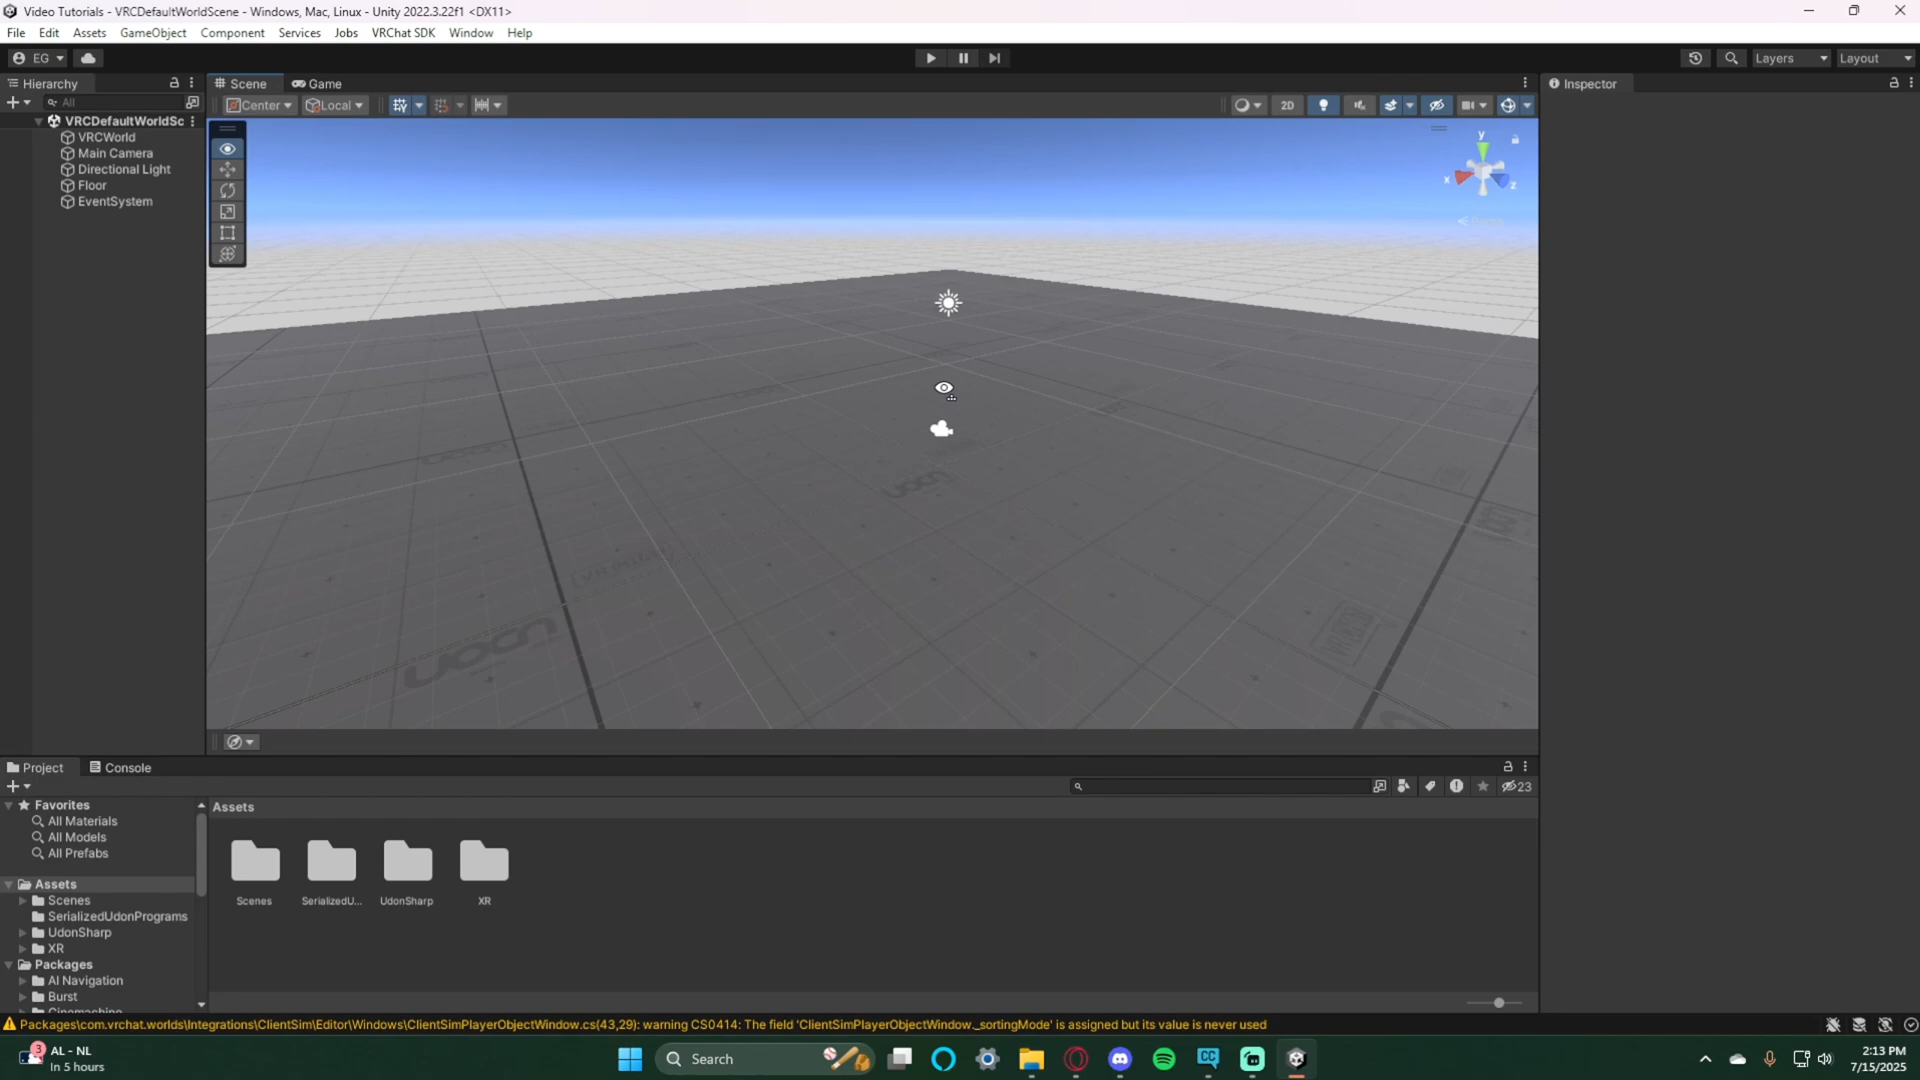 Video Tutorials - VRCDefaultWorldScene - Windows, Mac, Linux - Unity 2022.3.22f1 <DX11>
File Edit Assets GameObject Component Services Jobs VRChat SDK Window Help
EG Layers Layout
Hierarchy Scene Game Inspector
All Center Local 2D
VRCDefaultWorldSc
VRCWorld
Main Camera
Directional Light
Floor
EventSystem
y
x z
Persp
udon
udon
Project Console
23
Favorites Assets
All Materials
All Models
All Prefabs
Assets
Scenes SerializedU... UdonSharp XR
Scenes
SerializedUdonPrograms
UdonSharp
XR
Packages
AI Navigation
Burst
Cinemachine
Packages\com.vrchat.worlds\Integrations\ClientSim\Editor\Windows\ClientSimPlayerObjectWindow.cs(43,29): warning CS0414: The field 'ClientSimPlayerObjectWindow._sortingMode' is assigned but its value is never used
3 AL - NL
In 5 hours
Search
CC
2:13 PM
7/15/2025